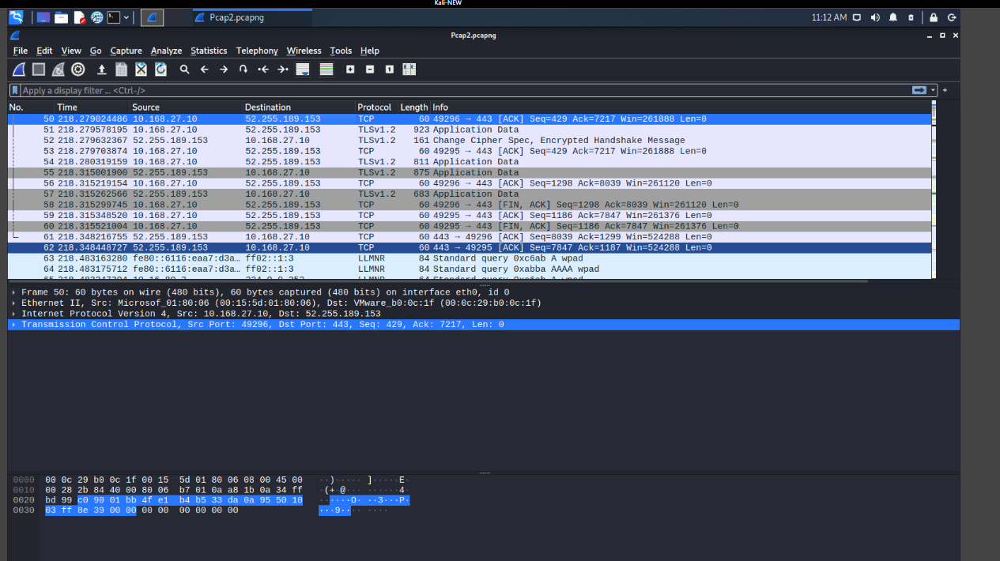 Kali-NEW
Pcap2.pcapng
11:12 AM
Pcap2.pcapng
File Edit View Go Capture Analyze Statistics Telephony Wireless Tools Help
Apply a display filter ... <Ctrl-/>
No. Time Source Destination Protocol Length Info
50 218.279024486 10.168.27.10 52.255.189.153 TCP 60 49296 → 443 [ACK] Seq=429 Ack=7217 Win=261888 Len=0
51 218.279578195 10.168.27.10 52.255.189.153 TLSv1.2 923 Application Data
52 218.279632367 52.255.189.153 10.168.27.10 TLSv1.2 161 Change Cipher Spec, Encrypted Handshake Message
53 218.279703874 10.168.27.10 52.255.189.153 TCP 60 49295 → 443 [ACK] Seq=429 Ack=7217 Win=261888 Len=0
54 218.280319159 10.168.27.10 52.255.189.153 TLSv1.2 811 Application Data
55 218.315001900 52.255.189.153 10.168.27.10 TLSv1.2 875 Application Data
56 218.315219154 10.168.27.10 52.255.189.153 TCP 60 49296 → 443 [ACK] Seq=1298 Ack=8039 Win=261120 Len=0
57 218.315262566 52.255.189.153 10.168.27.10 TLSv1.2 683 Application Data
58 218.315299745 10.168.27.10 52.255.189.153 TCP 60 49296 → 443 [FIN, ACK] Seq=1298 Ack=8039 Win=261120 Len=0
59 218.315348520 10.168.27.10 52.255.189.153 TCP 60 49295 → 443 [ACK] Seq=1186 Ack=7847 Win=261376 Len=0
60 218.315521004 10.168.27.10 52.255.189.153 TCP 60 49295 → 443 [FIN, ACK] Seq=1186 Ack=7847 Win=261376 Len=0
61 218.348216755 52.255.189.153 10.168.27.10 TCP 60 443 → 49296 [ACK] Seq=8039 Ack=1299 Win=524288 Len=0
62 218.348448727 52.255.189.153 10.168.27.10 TCP 60 443 → 49295 [ACK] Seq=7847 Ack=1187 Win=524288 Len=0
63 218.483163280 fe80::6116:eaa7:d3a… ff02::1:3 LLMNR 84 Standard query 0xc6ab A wpad
64 218.483175712 fe80::6116:eaa7:d3a… ff02::1:3 LLMNR 84 Standard query 0xabba AAAA wpad
Frame 50: 60 bytes on wire (480 bits), 60 bytes captured (480 bits) on interface eth0, id 0
Ethernet II, Src: Microsof_01:80:06 (00:15:5d:01:80:06), Dst: VMware_b0:0c:1f (00:0c:29:b0:0c:1f)
Internet Protocol Version 4, Src: 10.168.27.10, Dst: 52.255.189.153
Transmission Control Protocol, Src Port: 49296, Dst Port: 443, Seq: 429, Ack: 7217, Len: 0
0000 00 0c 29 b0 0c 1f 00 15 5d 01 80 06 08 00 45 00 ··)····· ]·····E·
0010 00 28 2b 84 40 00 80 06 b7 01 0a a8 1b 0a 34 ff ·(+·@··· ······4·
0020 bd 99 c0 90 01 bb 4f e1 b4 b5 33 da 0a 95 50 10 ······O· ··3···P·
0030 03 ff 8e 39 00 00 00 00 00 00 00 00 ···9···· ····